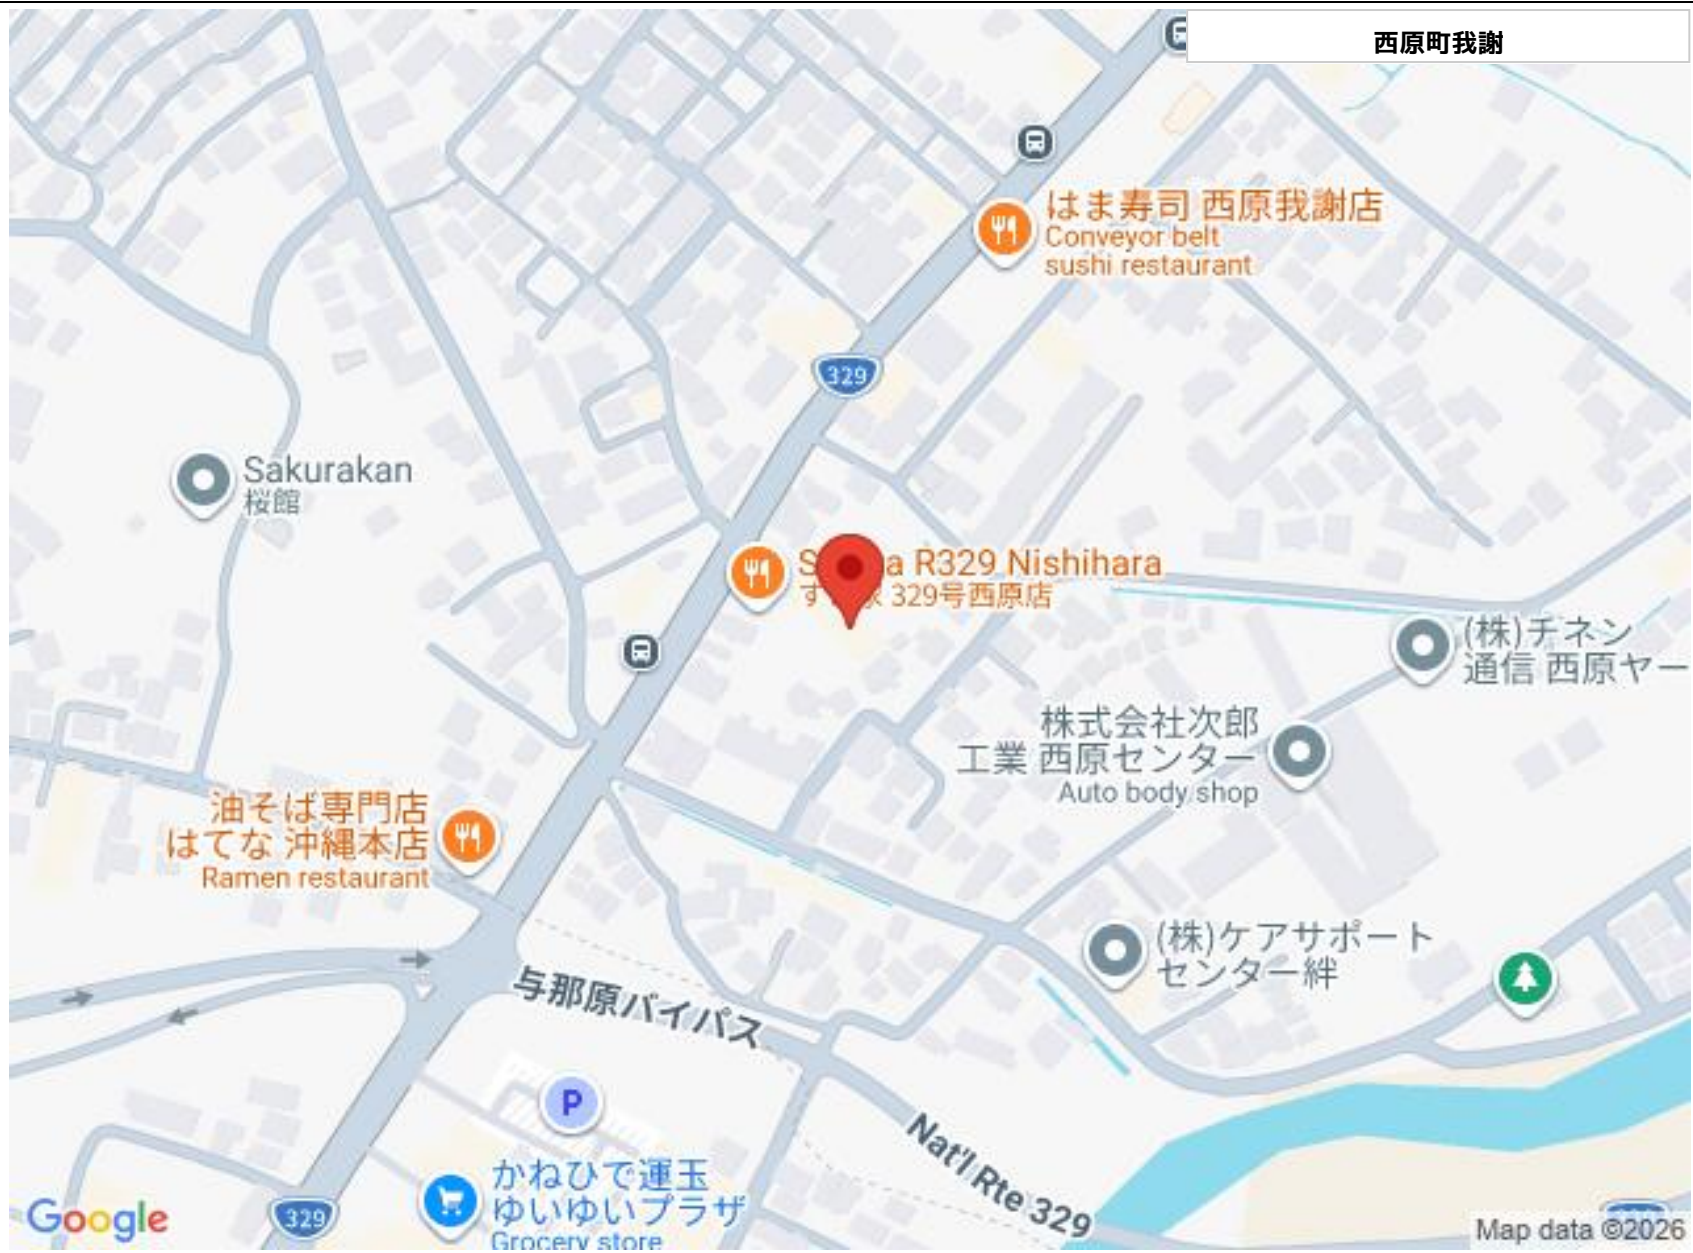 西原町我謝
はま寿司 西原我謝店
Conveyor belt
sushi restaurant
329
Sakurakan
桜館
R329 Nishihara
329号西原店
(株)チネン
通信 西原ヤー
株式会社次郎
工業 西原センター
Auto body shop
油そば専門店
はてな 沖縄本店
Ramen restaurant
(株)ケアサポート
センター絆
与那原バイパス
P
Nat'l Rte 329
かねひで運玉
ゆいゆいプラザ
Grocery store
329
Google
Map data ©2026